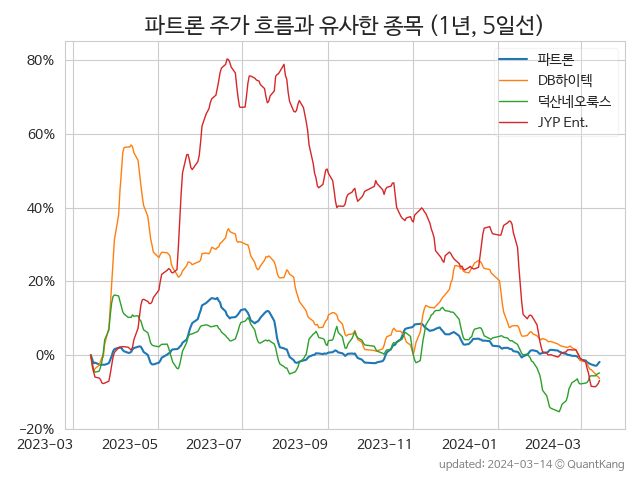 파트론 주가 흐름과 유사한 종목 (1년, 5일선)
파트론
DB하이텍
덕산네오룩스
JYP Ent.
80%
60%
40%
20%
0%
−20%
2023-03 2023-05 2023-07 2023-09 2023-11 2024-01 2024-03
updated: 2024-03-14 © QuantKang